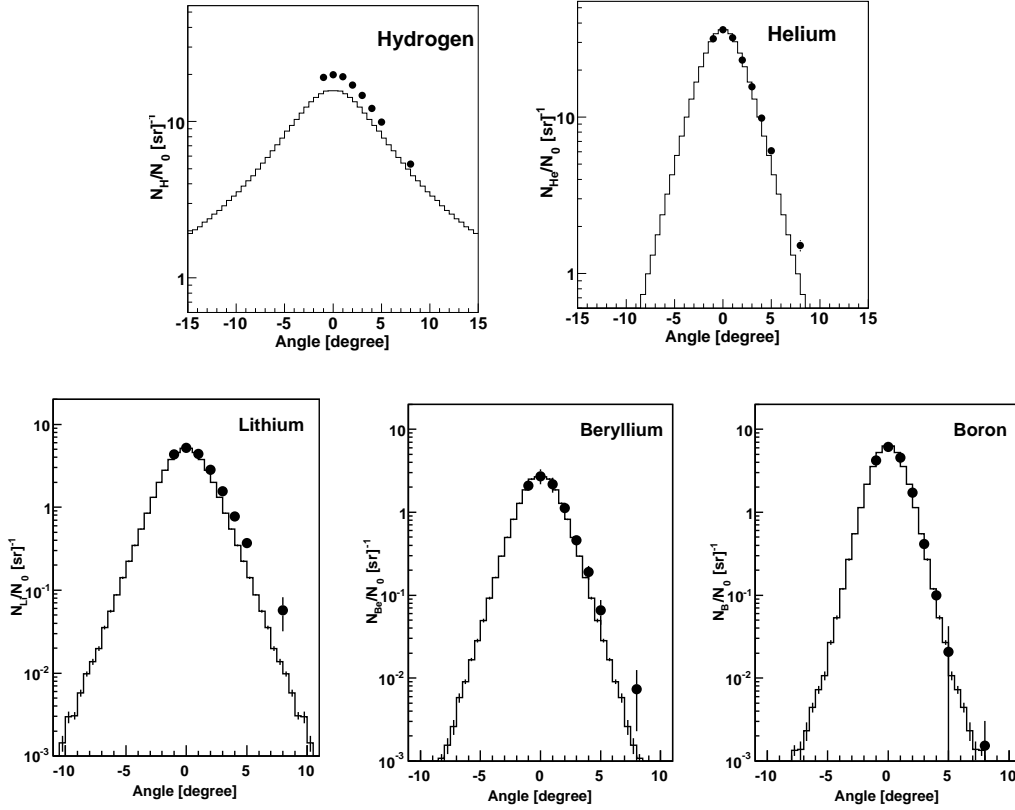 Hydrogen
N_H/N_0 [sr]^-1
10
1
-15 -10 -5 0 5 10 15
Angle [degree]
Helium
N_He/N_0 [sr]^-1
10
1
-15 -10 -5 0 5 10 15
Angle [degree]
Lithium
N_Li/N_0 [sr]^-1
10
1
10^-1
10^-2
10^-3
-10 -5 0 5 10
Angle [degree]
Beryllium
N_Be/N_0 [sr]^-1
10
1
10^-1
10^-2
10^-3
-10 -5 0 5 10
Angle [degree]
Boron
N_B/N_0 [sr]^-1
10
1
10^-1
10^-2
10^-3
-10 -5 0 5 10
Angle [degree]